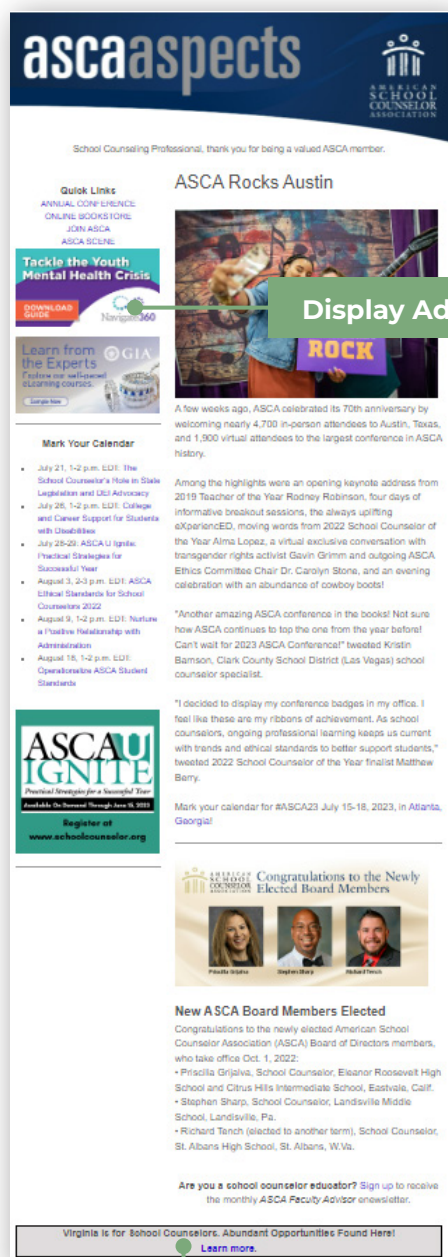 ascaaspects
AMERICAN
SCHOOL
COUNSELOR
ASSOCIATION
School Counseling Professional, thank you for being a valued ASCA member.
Quick Links
ANNUAL CONFERENCE
ONLINE BOOKSTORE
JOIN ASCA
ASCA SCENE
Tackle the Youth
Mental Health Crisis
DOWNLOAD
GUIDE
Navigate360
Learn from
the Experts
GIA
Explore our self-paced
eLearning courses.
Sample Now
Mark Your Calendar
• July 21, 1-2 p.m. EDT: The
School Counselor's Role in State
Legislation and DEI Advocacy
• July 26, 1-2 p.m. EDT: College
and Career Support for Students
with Disabilities
• July 28-29: ASCA U Ignite:
Practical Strategies for
Successful Year
• August 3, 2-3 p.m. EDT: ASCA
Ethical Standards for School
Counselors 2022
• August 9, 1-2 p.m. EDT: Nurture
a Positive Relationship with
Administration
• August 18, 1-2 p.m. EDT:
Operationalize ASCA Student
Standards
ASCA U
IGNITE
Practical Strategies for a Successful Year
Available On Demand Through June 15, 2023
Register at
www.schoolcounselor.org
ASCA Rocks Austin
Display Ad
ROCK
A few weeks ago, ASCA celebrated its 70th anniversary by
welcoming nearly 4,700 in-person attendees to Austin, Texas,
and 1,900 virtual attendees to the largest conference in ASCA
history.
Among the highlights were an opening keynote address from
2019 Teacher of the Year Rodney Robinson, four days of
informative breakout sessions, the always uplifting
eXperiencED, moving words from 2022 School Counselor of
the Year Alma Lopez, a virtual exclusive conversation with
transgender rights activist Gavin Grimm and outgoing ASCA
Ethics Committee Chair Dr. Carolyn Stone, and an evening
celebration with an abundance of cowboy boots!
"Another amazing ASCA conference in the books! Not sure
how ASCA continues to top the one from the year before!
Can't wait for 2023 ASCA Conference!" tweeted Kristin
Barnson, Clark County School District (Las Vegas) school
counselor specialist.
"I decided to display my conference badges in my office. I
feel like these are my ribbons of achievement. As school
counselors, ongoing professional learning keeps us current
with trends and ethical standards to better support students,"
tweeted 2022 School Counselor of the Year finalist Matthew
Berry.
Mark your calendar for #ASCA23 July 15-18, 2023, in Atlanta,
Georgia!
AMERICAN
SCHOOL
COUNSELOR
ASSOCIATION
Congratulations to the Newly
Elected Board Members
Priscilla Grijalva
Stephen Sharp
Richard Tench
New ASCA Board Members Elected
Congratulations to the newly elected American School
Counselor Association (ASCA) Board of Directors members,
who take office Oct. 1, 2022:
• Priscilla Grijalva, School Counselor, Eleanor Roosevelt High
School and Citrus Hills Intermediate School, Eastvale, Calif.
• Stephen Sharp, School Counselor, Landisville Middle
School, Landisville, Pa.
• Richard Tench (elected to another term), School Counselor,
St. Albans High School, St. Albans, W.Va.
Are you a school counselor educator? Sign up to receive
the monthly ASCA Faculty Advisor enewsletter.
Virginia is for School Counselors. Abundant Opportunities Found Here!
Learn more.